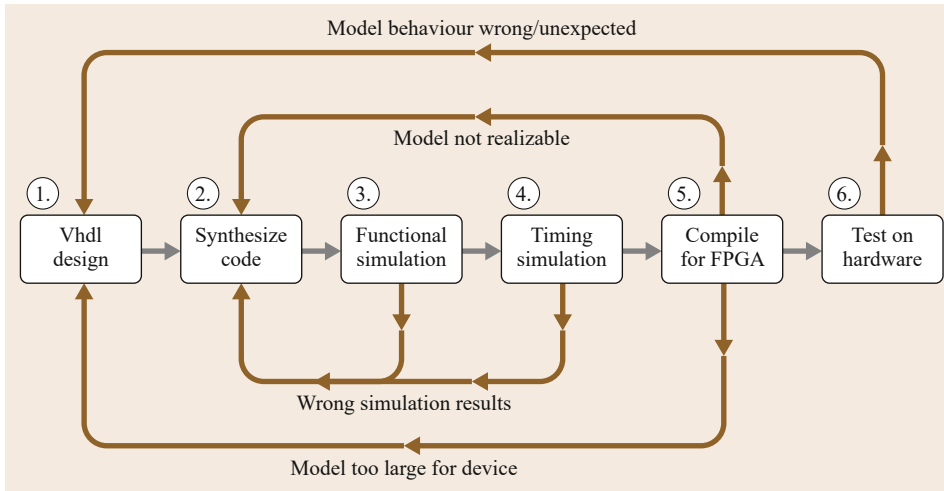 Model behaviour wrong/unexpected
Model not realizable
1.
2.
3.
4.
5.
6.
Vhdl
design
Synthesize
code
Functional
simulation
Timing
simulation
Compile
for FPGA
Test on
hardware
Wrong simulation results
Model too large for device